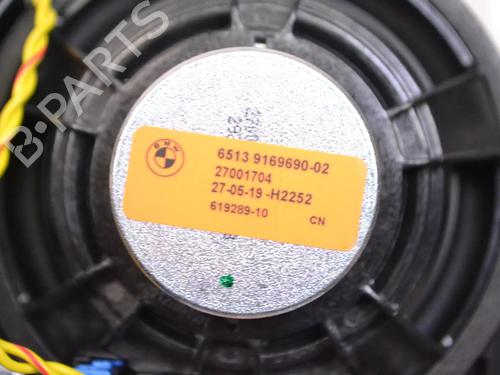 B-PARTS
BMW
6513 9169690-02
27001704
27-05-19 -H2252
619289-10 CN